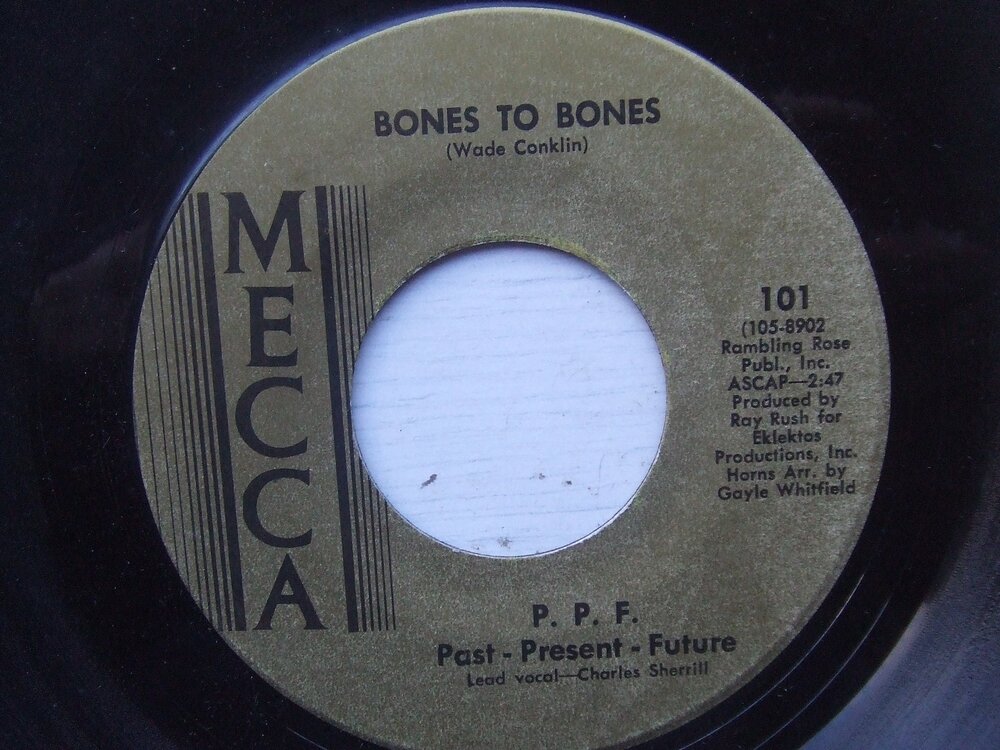 BONES TO BONES
(Wade Conklin)
MECCA
101
(105-8902
Rambling Rose
Publ., Inc.
ASCAP—2:47
Produced by
Ray Rush for
Eklektos
Productions, Inc.
Horns Arr. by
Gayle Whitfield
P. P. F.
Past - Present - Future
Lead vocal—Charles Sherrill